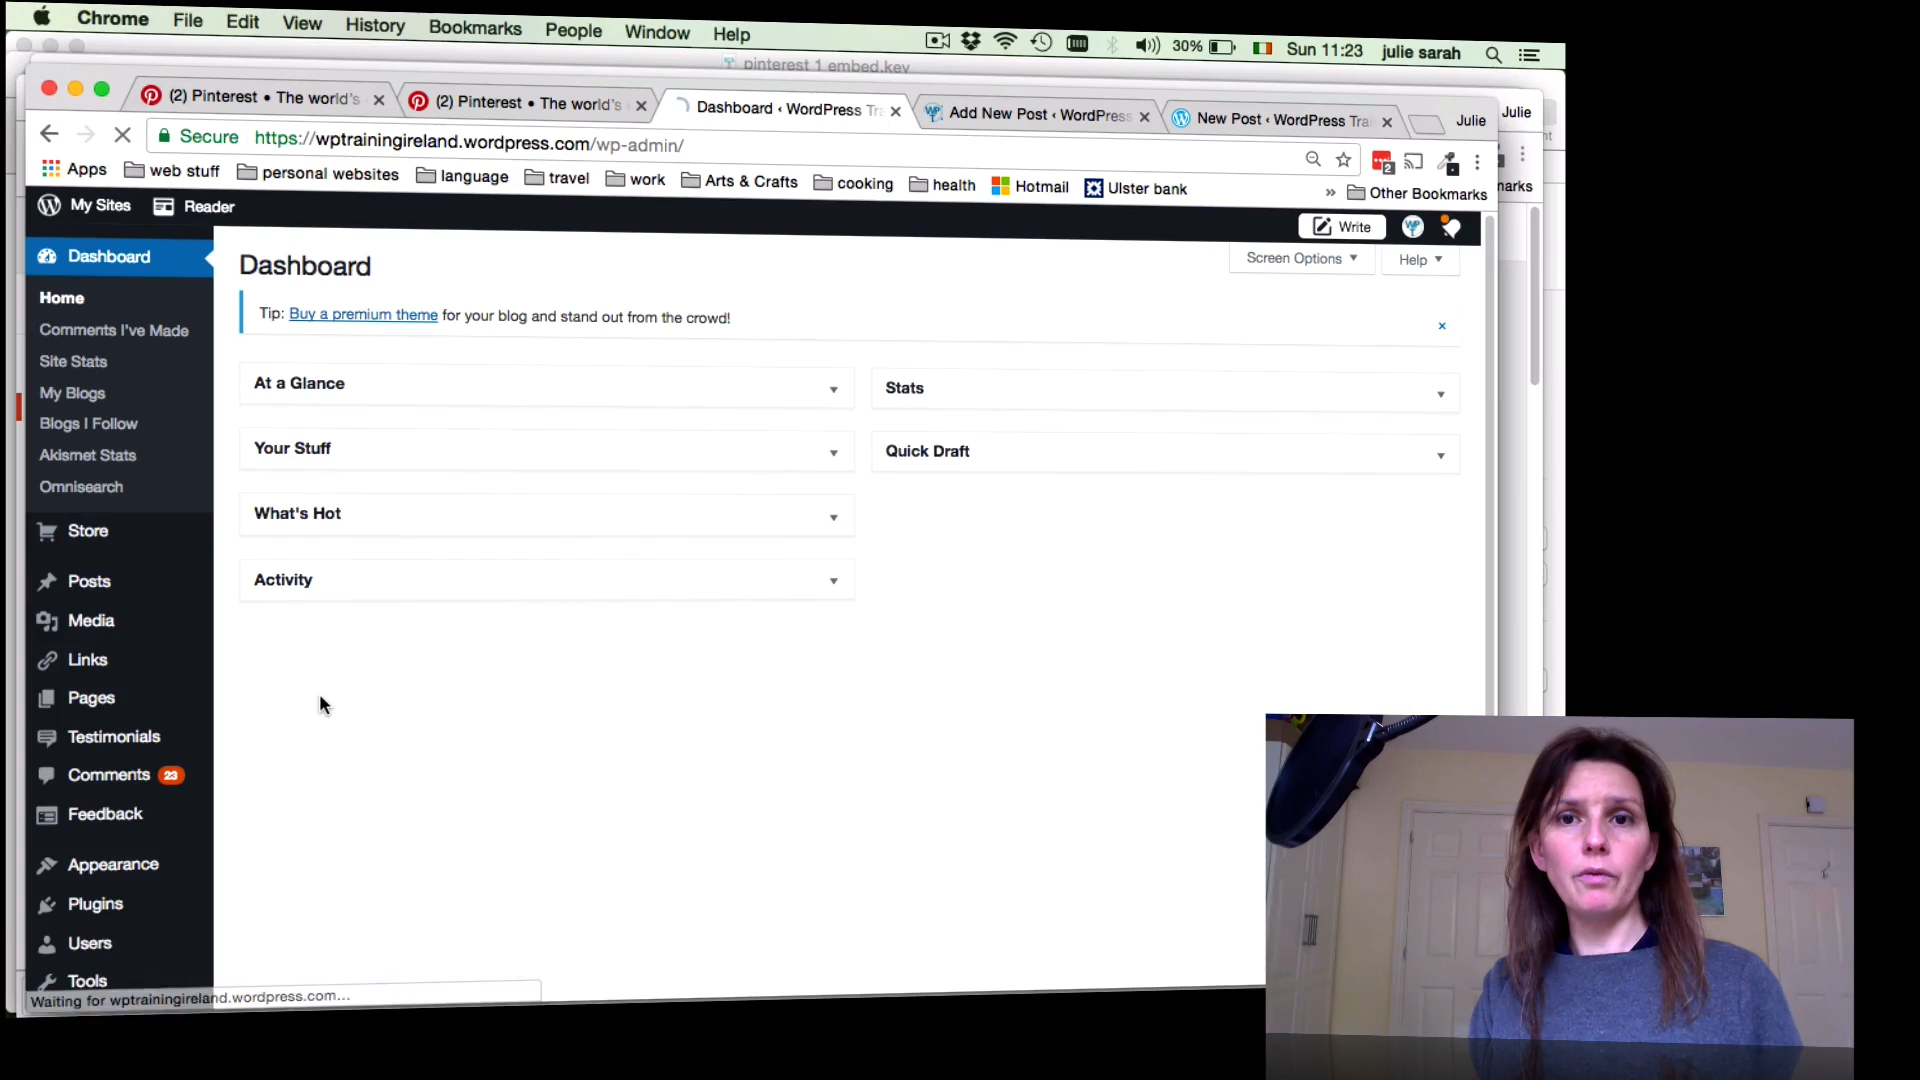 Chrome File Edit View History Bookmarks People Window Help 30% Sun 11:23 julie sarah
pinterest 1 embed.key
(2) Pinterest • The world's (2) Pinterest • The world's Dashboard ‹ WordPress Tra Add New Post ‹ WordPress New Post ‹ WordPress Trai Julie Julie
Secure https://wptrainingireland.wordpress.com/wp-admin/
Apps web stuff personal websites language travel work Arts & Crafts cooking health Hotmail Ulster bank » Other Bookmarks
My Sites Reader Write
Dashboard
Home
Comments I've Made
Site Stats
My Blogs
Blogs I Follow
Akismet Stats
Omnisearch
Store
Posts
Media
Links
Pages
Testimonials
Comments 23
Feedback
Appearance
Plugins
Users
Tools
Dashboard
Screen Options Help
Tip: Buy a premium theme for your blog and stand out from the crowd!
At a Glance
Your Stuff
What's Hot
Activity
Stats
Quick Draft
Waiting for wptrainingireland.wordpress.com...